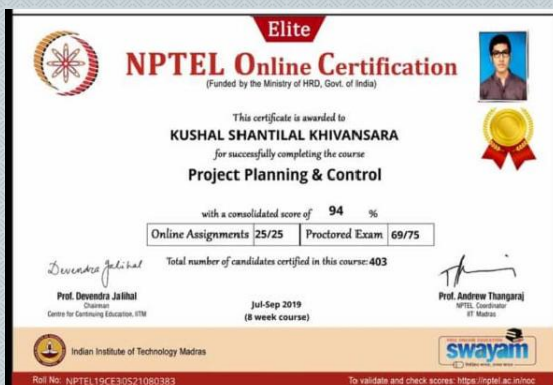 Elite
NPTEL Online Certification
(Funded by the Ministry of HRD, Govt. of India)
This certificate is awarded to
KUSHAL SHANTILAL KHIVANSARA
for successfully completing the course
Project Planning & Control
with a consolidated score of 94 %
Online Assignments 25/25 Proctored Exam 69/75
Total number of candidates certified in this course: 403
Devendra Jalihal
Prof. Devendra Jalihal
Chairman
Centre for Continuing Education, IITM
Jul-Sep 2019
(8 week course)
Prof. Andrew Thangaraj
NPTEL Coordinator
IIT Madras
Indian Institute of Technology Madras
swayam
Roll No: NPTEL19CE30S21080383
To validate and check scores: https://nptel.ac.in/noc